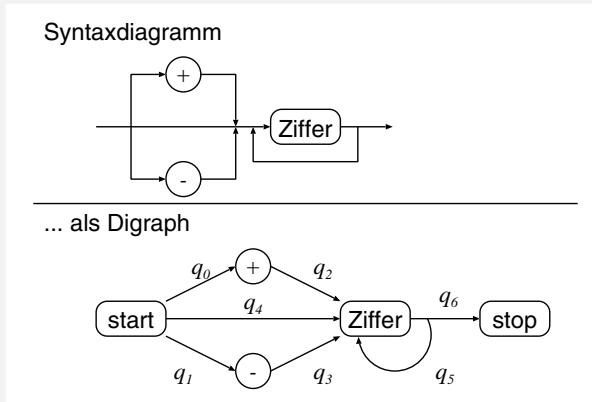 Syntaxdiagramm
+
Ziffer
-
... als Digraph
q0 + q2
q4 q6
start Ziffer stop
q1 - q3 q5